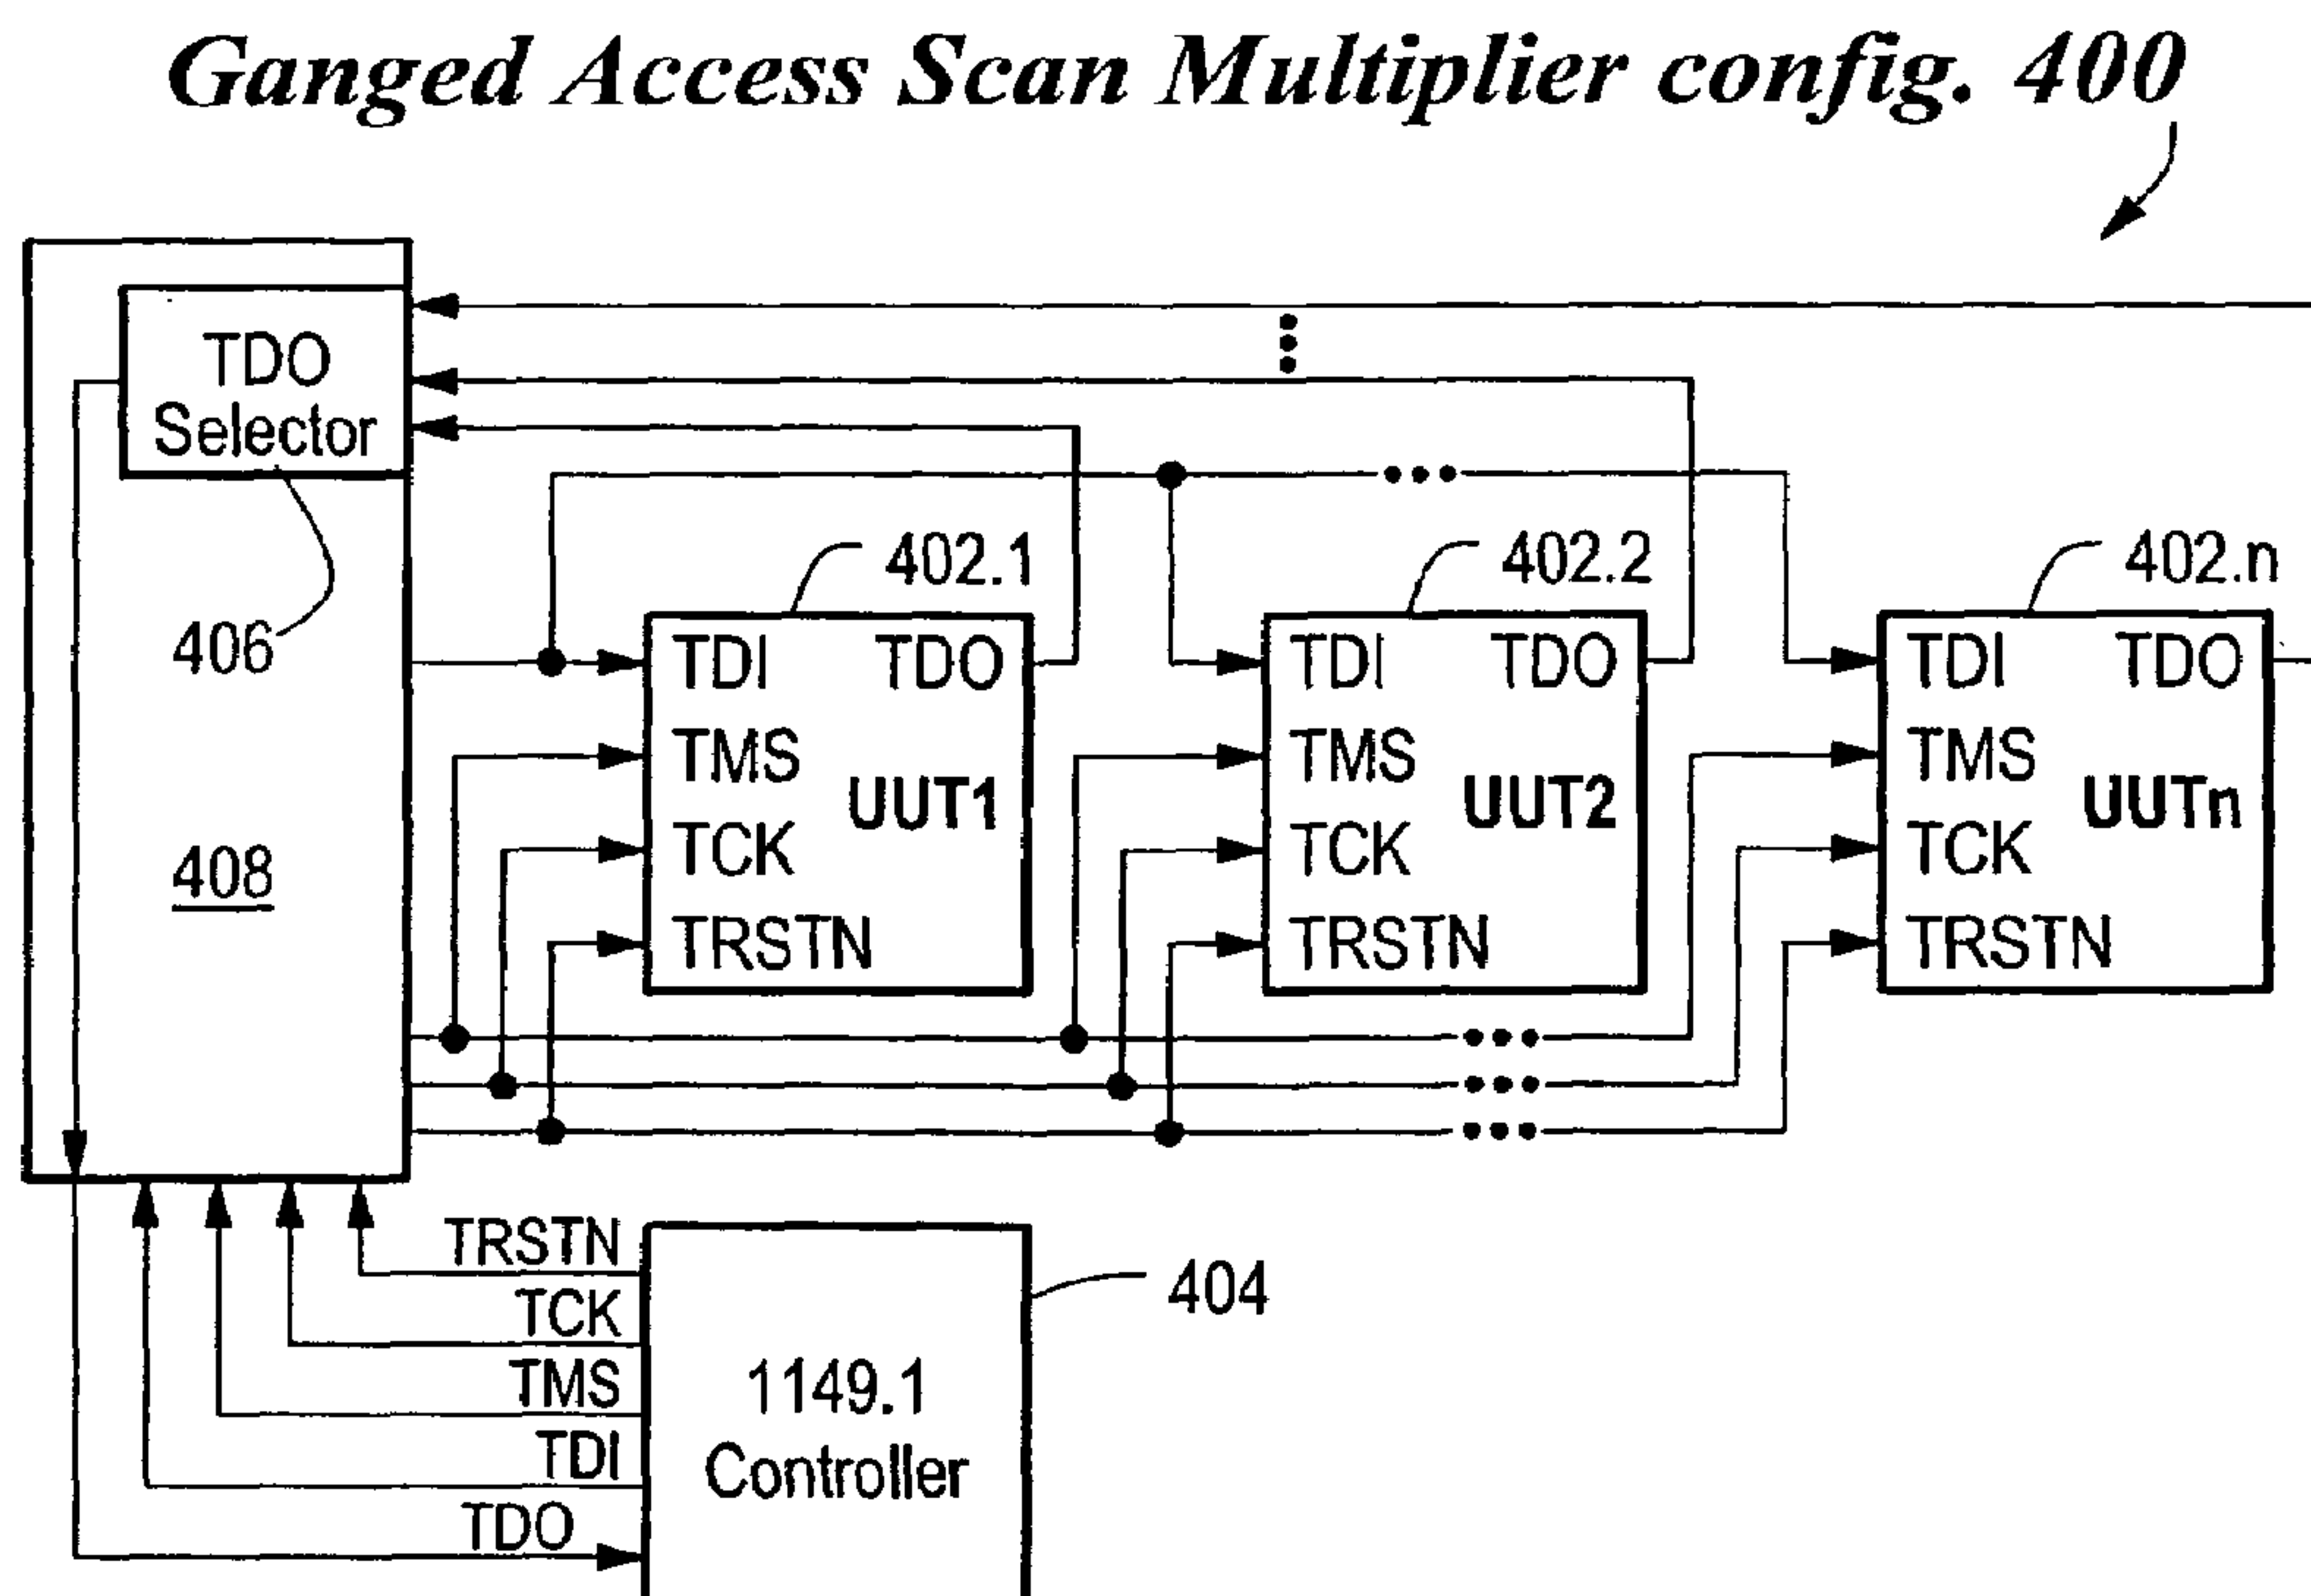 Ganged Access Scan Multiplier config. 400
TDO
Selector
406
408
402.1
402.2
402.n
TDI TDO
TMS
UUT1
TCK
TRSTN
TDI TDO
TMS
UUT2
TCK
TRSTN
TDI TDO
TMS
UUTn
TCK
TRSTN
TRSTN
TCK
TMS
TDI
TDO
1149.1
Controller
404